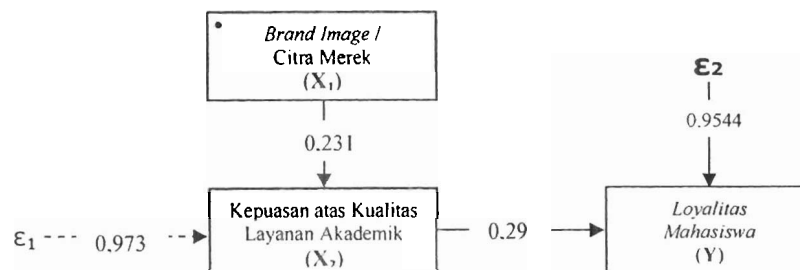 Brand Image /
Citra Merek
(X₁)
ε2
0.9544
0.231
Kepuasan atas Kualitas
Layanan Akademik
(X₂)
ε₁
0.973
0.29
Loyalitas
Mahasiswa
(Y)